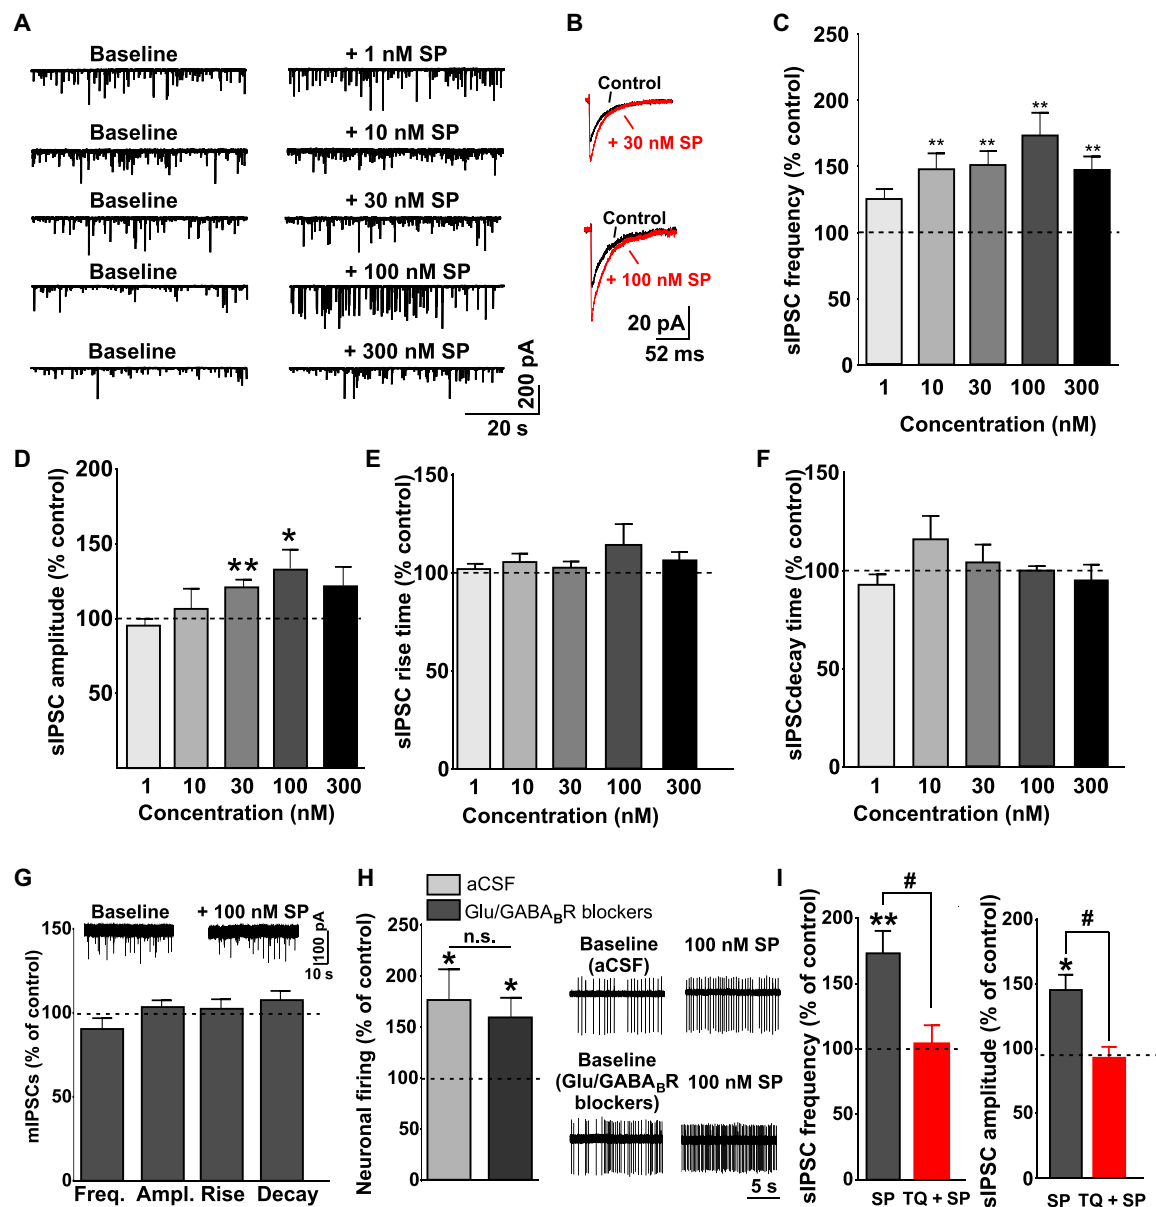 A
Baseline
+ 1 nM SP
Baseline
+ 10 nM SP
Baseline
+ 30 nM SP
Baseline
+ 100 nM SP
Baseline
+ 300 nM SP
200 pA
20 s
B
Control
+ 30 nM SP
Control
+ 100 nM SP
20 pA
52 ms
C
sIPSC frequency (% control)
250
200
150
100
50
0
**
**
**
**
1 10 30 100 300
Concentration (nM)
D
sIPSC amplitude (% control)
200
150
100
50
**
*
1 10 30 100 300
Concentration (nM)
E
sIPSC rise time (% control)
150
100
50
0
1 10 30 100 300
Concentration (nM)
F
sIPSCdecay time (% control)
150
100
50
0
1 10 30 100 300
Concentration (nM)
G
Baseline
+ 100 nM SP
100 pA
10 s
mIPSCs (% of control)
150
100
50
0
Freq. Ampl. Rise Decay
H
aCSF
Glu/GABABR blockers
Neuronal firing (% of control)
250
200
150
100
50
0
n.s.
*
*
Baseline
(aCSF)
100 nM SP
Baseline
(Glu/GABABR
blockers)
100 nM SP
5 s
I
sIPSC frequency (% of control)
200
150
100
50
0
#
**
SP TQ + SP
sIPSC amplitude (% of control)
200
150
100
50
0
#
*
SP TQ + SP